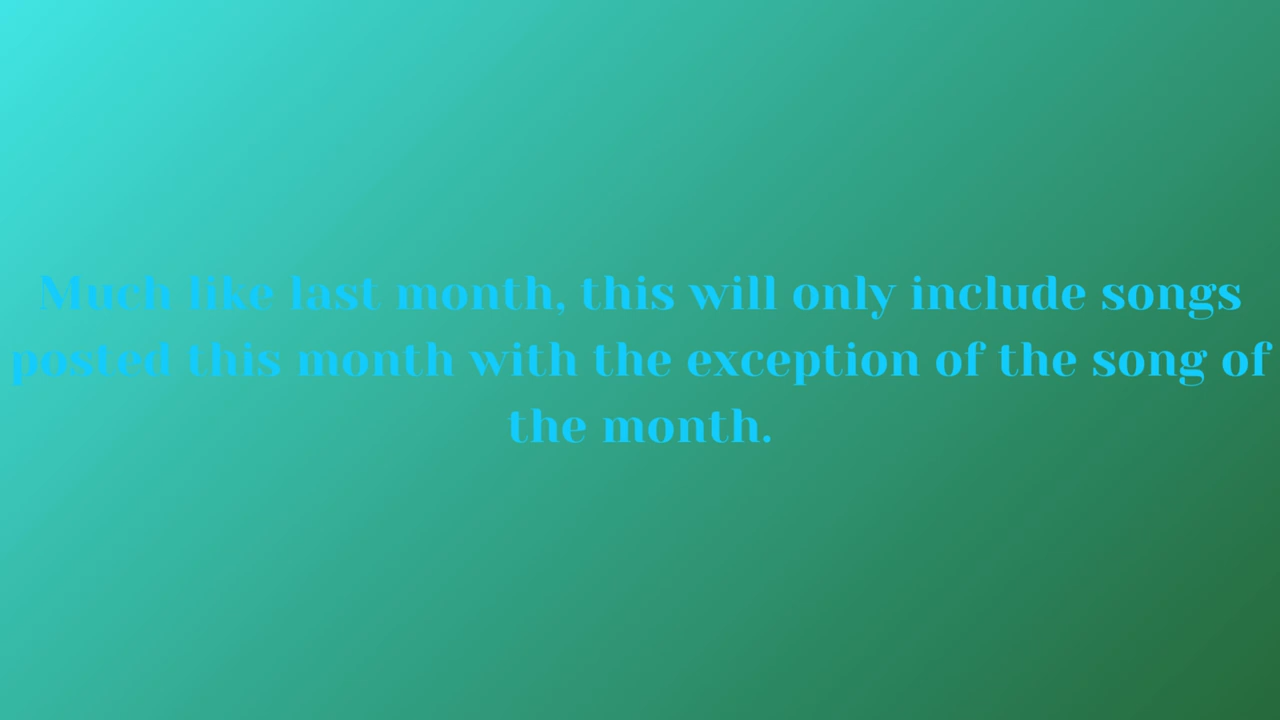 Much like last month, this will only include songs
posted this month with the exception of the song of
the month.